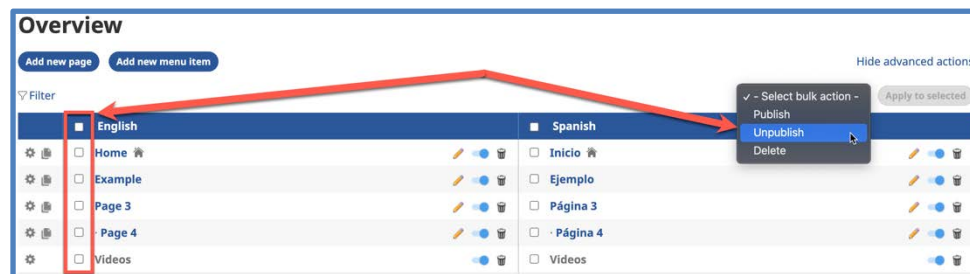 Overview
Add new page Add new menu item Hide advanced actions
Filter ✓ - Select bulk action - Apply to selected
Publish
English Spanish Unpublish
Home Inicio Delete
Example Ejemplo
Page 3 Página 3
· Page 4 · Página 4
Videos Videos